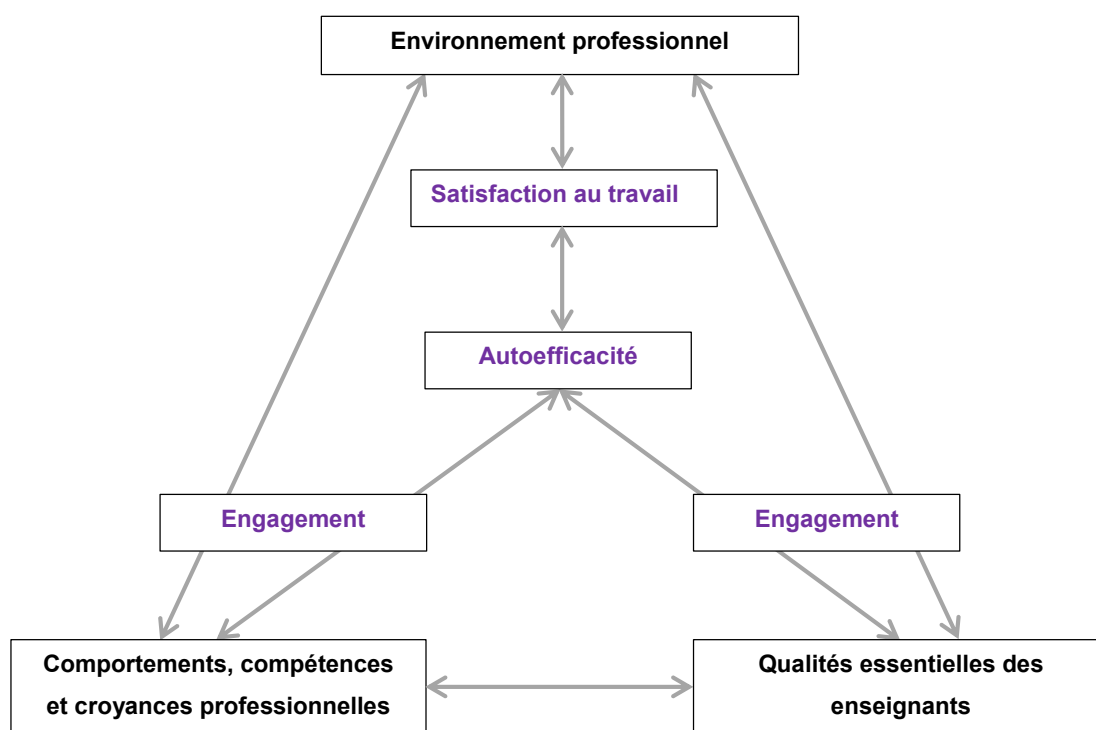 Environnement professionnel
Satisfaction au travail
Autoefficacité
Engagement
Engagement
Comportements, compétences
et croyances professionnelles
Qualités essentielles des
enseignants